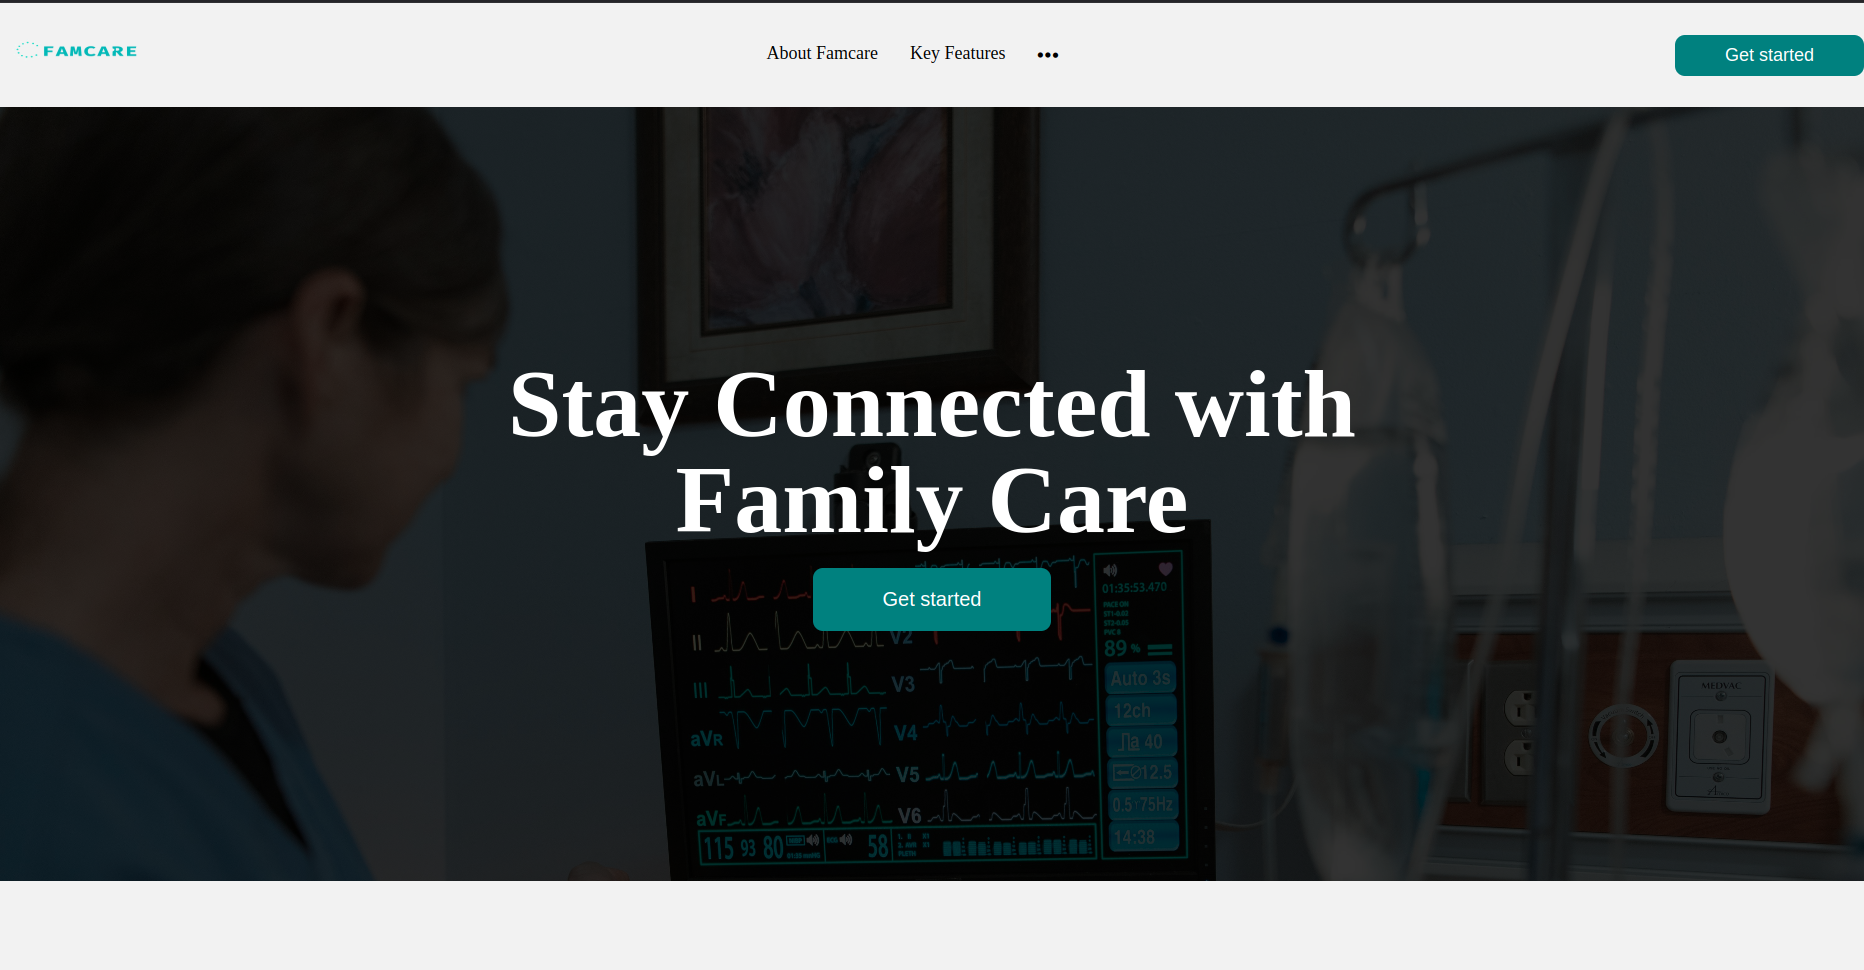 FAMCARE
About Famcare
Key Features
•••
Get started
Stay Connected with
Family Care
Get started
I
II
V2
III
V3
aVR
V4
aVL
V5
aVF
V6
01:35:53.470
PACE ON
89 %
Auto 3s
12ch
40
12.5
0.5↑75Hz
14:38
115 93 80
58
MEDVAC